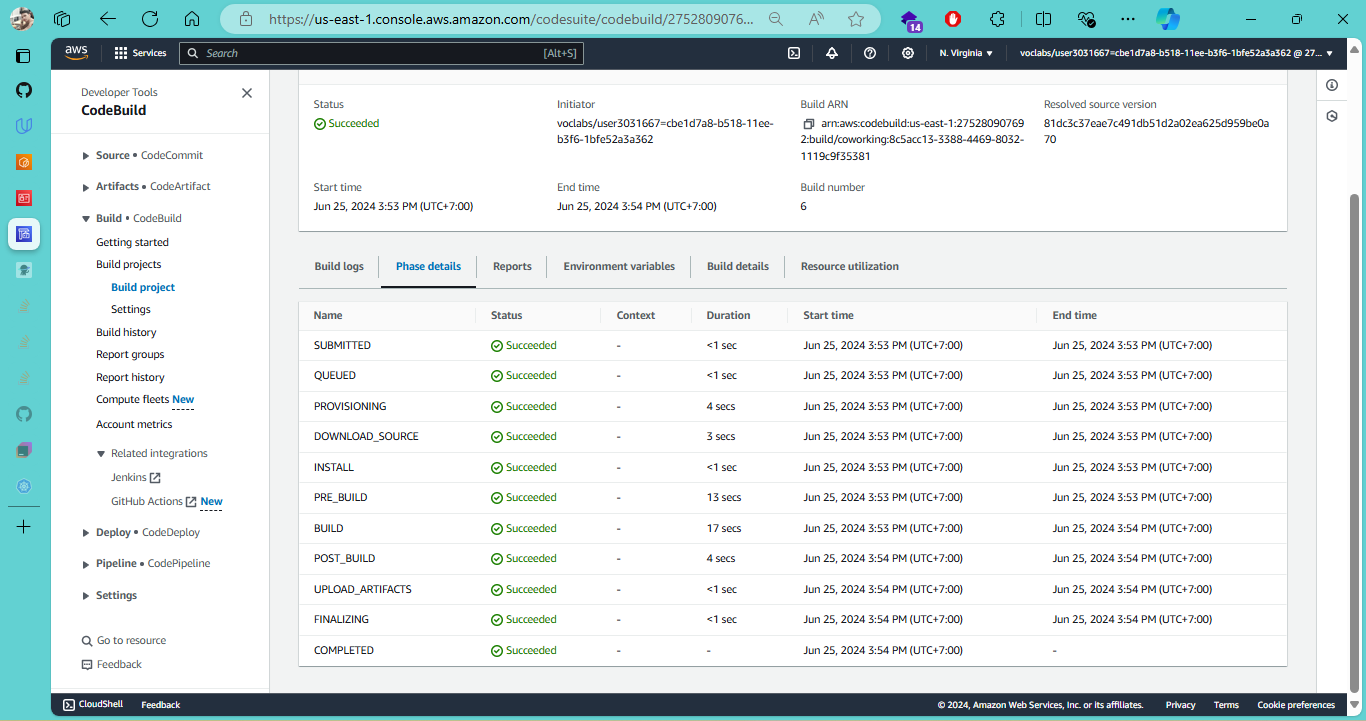 https://us-east-1.console.aws.amazon.com/codesuite/codebuild/2752809076...
14
aws
Services
Search
[Alt+S]
N. Virginia
voclabs/user3031667=cbe1d7a8-b518-11ee-b3f6-1bfe52a3a362 @ 27...
Developer Tools
CodeBuild
Source • CodeCommit
Artifacts • CodeArtifact
Build • CodeBuild
Getting started
Build projects
Build project
Settings
Build history
Report groups
Report history
Compute fleets New
Account metrics
Related integrations
Jenkins
GitHub Actions New
Deploy • CodeDeploy
Pipeline • CodePipeline
Settings
Go to resource
Feedback
Status
Succeeded
Initiator
voclabs/user3031667=cbe1d7a8-b518-11ee-
b3f6-1bfe52a3a362
Build ARN
arn:aws:codebuild:us-east-1:27528090769
2:build/coworking:8c5acc13-3388-4469-8032-
1119c9f35381
Resolved source version
81dc3c37eae7c491db51d2a02ea625d959be0a
70
Start time
Jun 25, 2024 3:53 PM (UTC+7:00)
End time
Jun 25, 2024 3:54 PM (UTC+7:00)
Build number
6
Build logs
Phase details
Reports
Environment variables
Build details
Resource utilization
Name Status Context Duration Start time End time
SUBMITTED Succeeded - <1 sec Jun 25, 2024 3:53 PM (UTC+7:00) Jun 25, 2024 3:53 PM (UTC+7:00)
QUEUED Succeeded - <1 sec Jun 25, 2024 3:53 PM (UTC+7:00) Jun 25, 2024 3:53 PM (UTC+7:00)
PROVISIONING Succeeded - 4 secs Jun 25, 2024 3:53 PM (UTC+7:00) Jun 25, 2024 3:53 PM (UTC+7:00)
DOWNLOAD_SOURCE Succeeded - 3 secs Jun 25, 2024 3:53 PM (UTC+7:00) Jun 25, 2024 3:53 PM (UTC+7:00)
INSTALL Succeeded - <1 sec Jun 25, 2024 3:53 PM (UTC+7:00) Jun 25, 2024 3:53 PM (UTC+7:00)
PRE_BUILD Succeeded - 13 secs Jun 25, 2024 3:53 PM (UTC+7:00) Jun 25, 2024 3:53 PM (UTC+7:00)
BUILD Succeeded - 17 secs Jun 25, 2024 3:53 PM (UTC+7:00) Jun 25, 2024 3:54 PM (UTC+7:00)
POST_BUILD Succeeded - 4 secs Jun 25, 2024 3:54 PM (UTC+7:00) Jun 25, 2024 3:54 PM (UTC+7:00)
UPLOAD_ARTIFACTS Succeeded - <1 sec Jun 25, 2024 3:54 PM (UTC+7:00) Jun 25, 2024 3:54 PM (UTC+7:00)
FINALIZING Succeeded - <1 sec Jun 25, 2024 3:54 PM (UTC+7:00) Jun 25, 2024 3:54 PM (UTC+7:00)
COMPLETED Succeeded - - Jun 25, 2024 3:54 PM (UTC+7:00) -
CloudShell
Feedback
© 2024, Amazon Web Services, Inc. or its affiliates.
Privacy
Terms
Cookie preferences